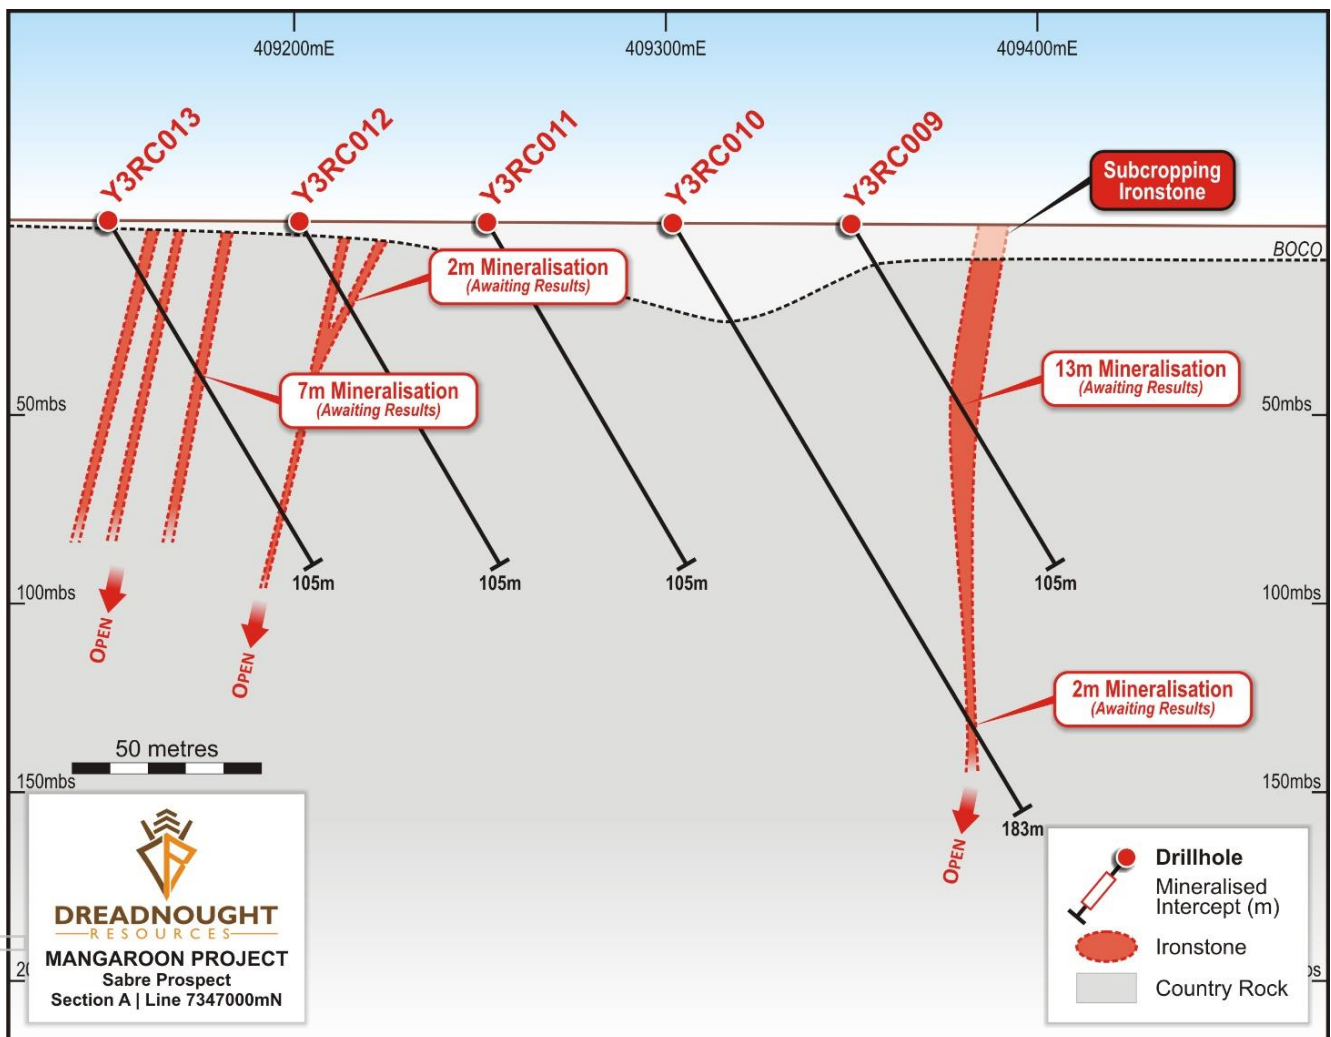 409200mE
409300mE
409400mE
Y3RC013
Y3RC012
Y3RC011
Y3RC010
Y3RC009
Subcropping
Ironstone
BOCO
2m Mineralisation
(Awaiting Results)
7m Mineralisation
(Awaiting Results)
13m Mineralisation
(Awaiting Results)
50mbs
50mbs
105m
105m
105m
105m
100mbs
100mbs
OPEN
OPEN
2m Mineralisation
(Awaiting Results)
50 metres
150mbs
150mbs
183m
OPEN
DREADNOUGHT
RESOURCES
MANGAROON PROJECT
Sabre Prospect
Section A | Line 7347000mN
Drillhole
Mineralised
Intercept (m)
Ironstone
Country Rock